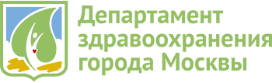 Департамент
здравоохранения
города Москвы